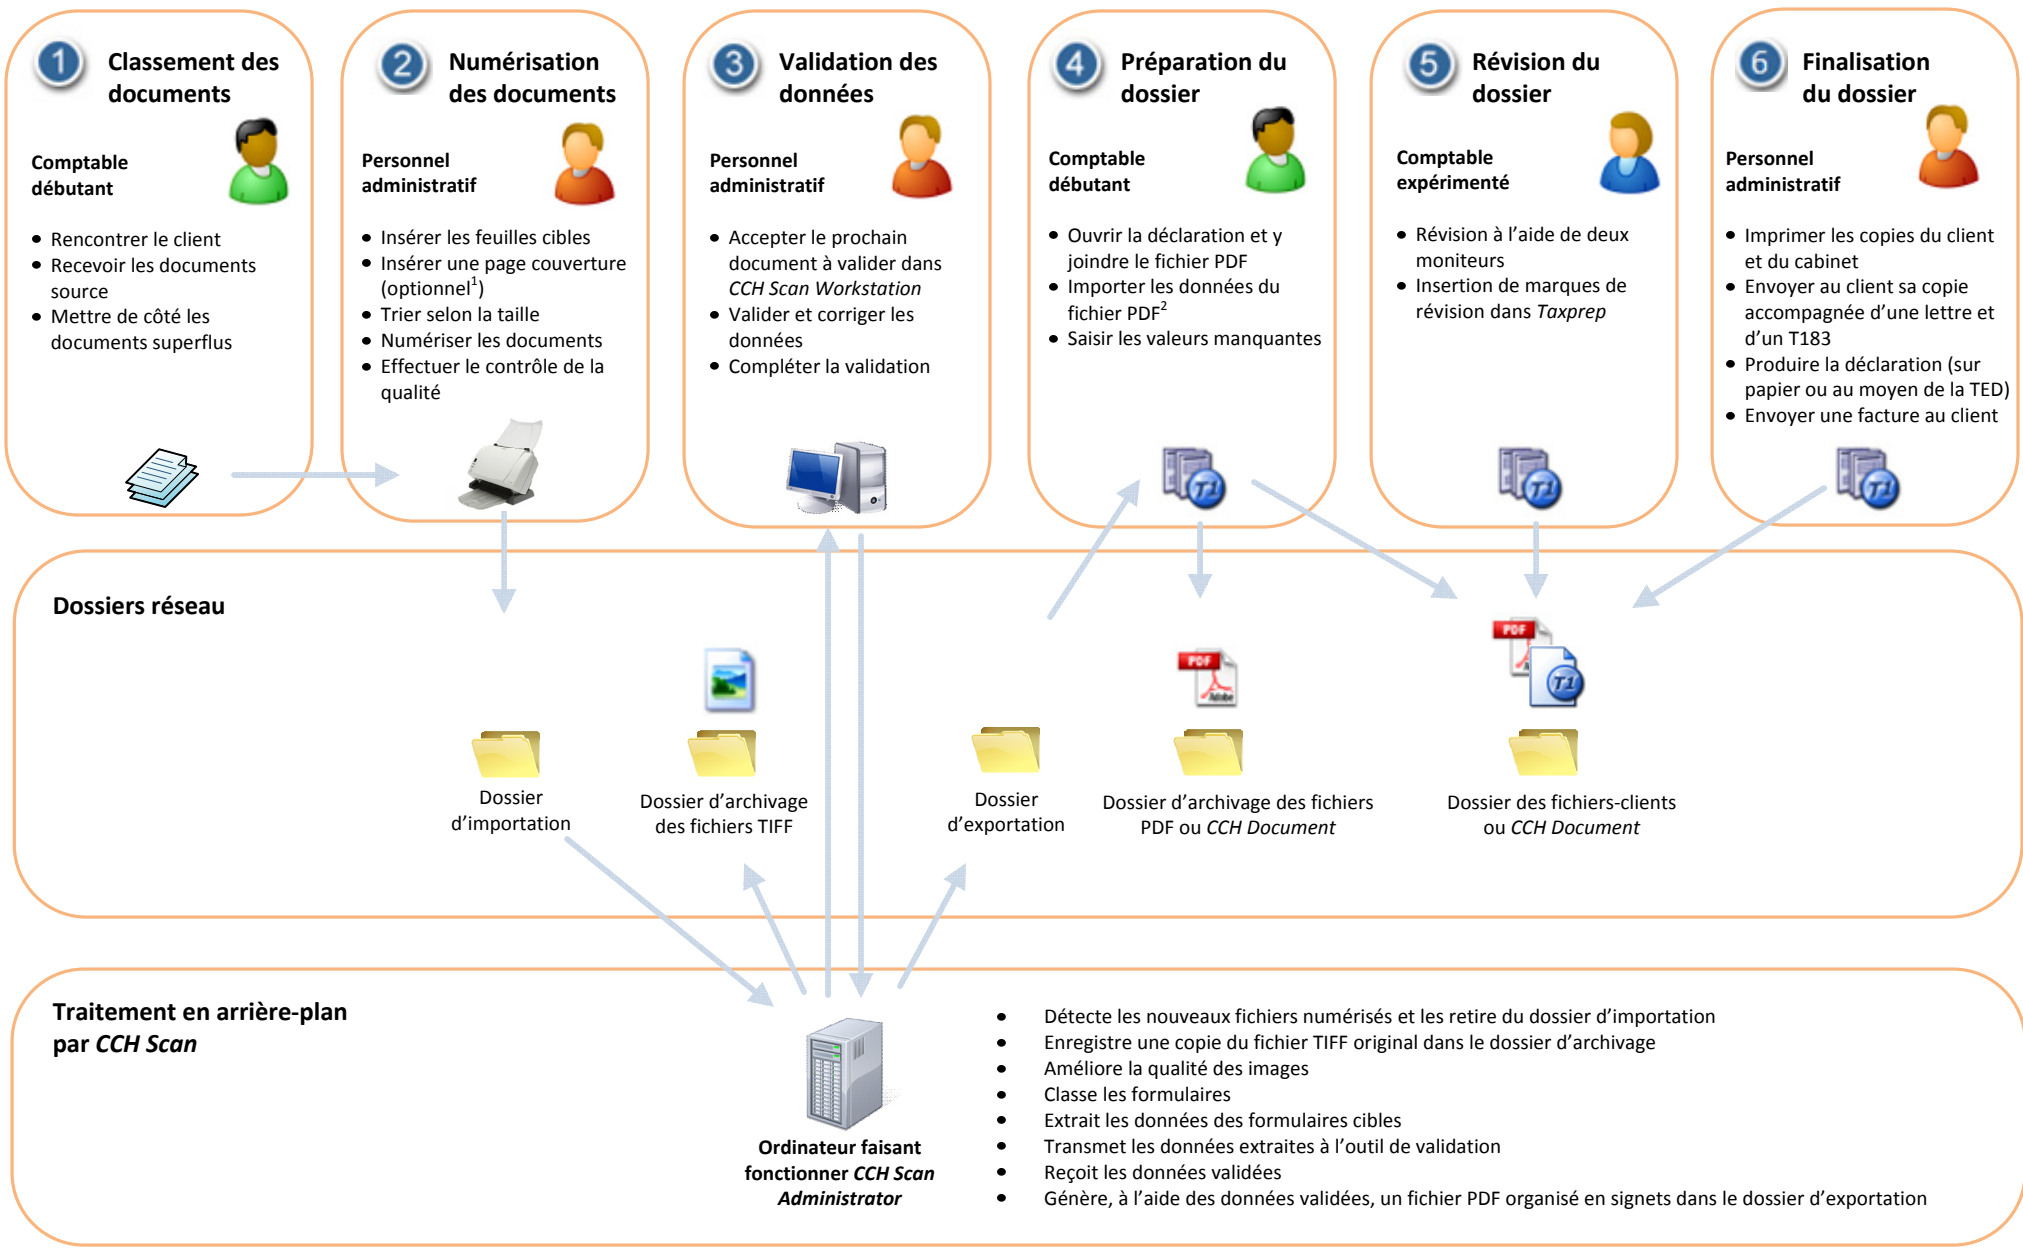 1
Classement des
documents
Comptable
débutant
• Rencontrer le client
• Recevoir les documents
source
• Mettre de côté les
documents superflus
2
Numérisation
des documents
Personnel
administratif
• Insérer les feuilles cibles
• Insérer une page couverture
(optionnel¹)
• Trier selon la taille
• Numériser les documents
• Effectuer le contrôle de la
qualité
3
Validation des
données
Personnel
administratif
• Accepter le prochain
document à valider dans
CCH Scan Workstation
• Valider et corriger les
données
• Compléter la validation
4
Préparation du
dossier
Comptable
débutant
• Ouvrir la déclaration et y
joindre le fichier PDF
• Importer les données du
fichier PDF²
• Saisir les valeurs manquantes
T1
5
Révision du
dossier
Comptable
expérimenté
• Révision à l’aide de deux
moniteurs
• Insertion de marques de
révision dans Taxprep
T1
6
Finalisation
du dossier
Personnel
administratif
• Imprimer les copies du client
et du cabinet
• Envoyer au client sa copie
accompagnée d’une lettre et
d’un T183
• Produire la déclaration (sur
papier ou au moyen de la TED)
• Envoyer une facture au client
T1
Dossiers réseau
Dossier
d’importation
Dossier d’archivage
des fichiers TIFF
Dossier
d’exportation
PDF
Adobe
Dossier d’archivage des fichiers
PDF ou CCH Document
PDF
T1
Dossier des fichiers-clients
ou CCH Document
Traitement en arrière-plan
par CCH Scan
Ordinateur faisant
fonctionner CCH Scan
Administrator
• Détecte les nouveaux fichiers numérisés et les retire du dossier d’importation
• Enregistre une copie du fichier TIFF original dans le dossier d’archivage
• Améliore la qualité des images
• Classe les formulaires
• Extrait les données des formulaires cibles
• Transmet les données extraites à l’outil de validation
• Reçoit les données validées
• Génère, à l’aide des données validées, un fichier PDF organisé en signets dans le dossier d’exportation